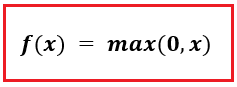 f(x) = max(0, x)